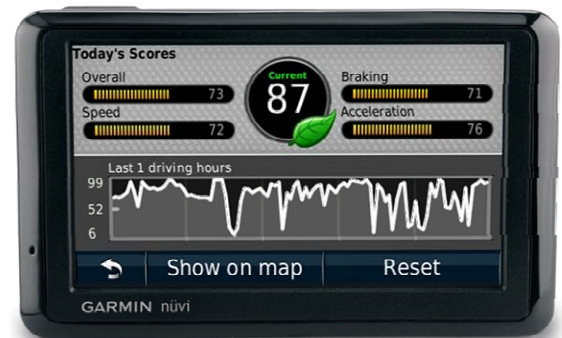 Today's Scores
Overall
73
Speed
72
Current
87
Braking
71
Acceleration
76
Last 1 driving hours
99
52
6
Show on map
Reset
GARMIN nüvi